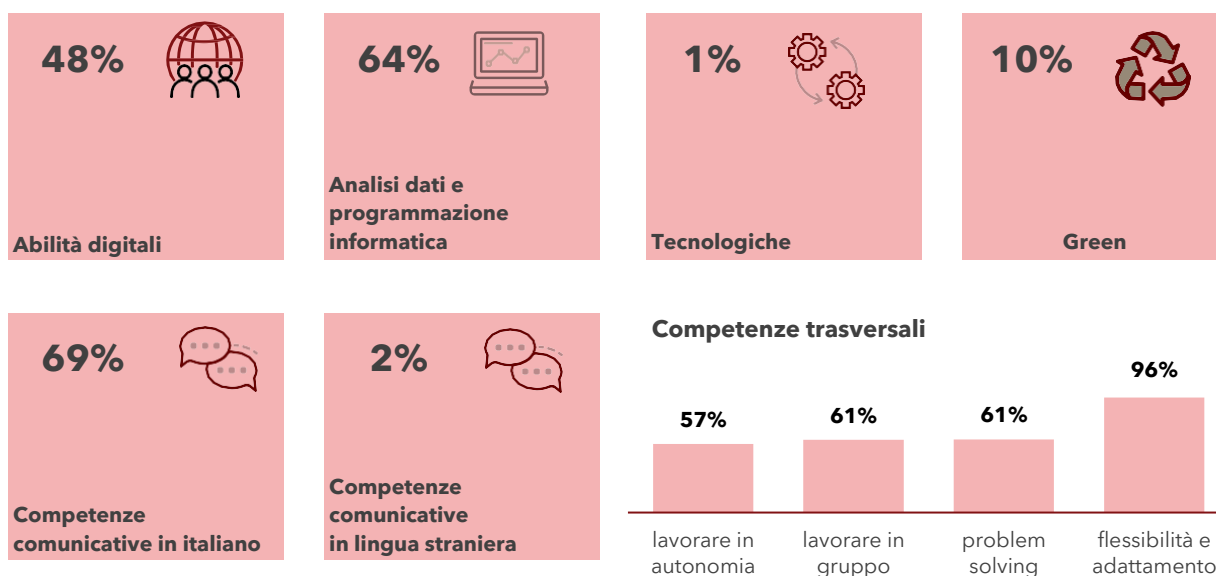 48%
Abilità digitali
64%
Analisi dati e
programmazione
informatica
1%
Tecnologiche
10%
Green
69%
Competenze
comunicative in italiano
2%
Competenze
comunicative
in lingua straniera
Competenze trasversali
57%
61%
61%
96%
lavorare in
autonomia
lavorare in
gruppo
problem
solving
flessibilità e
adattamento